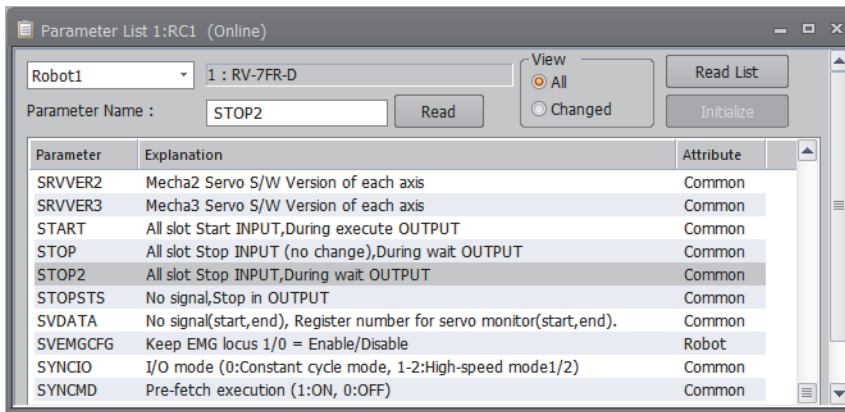 Parameter List 1:RC1 (Online)
View
Robot1 1 : RV-7FR-D All Read List
Parameter Name : STOP2 Read Changed Initialize
Parameter Explanation Attribute
SRVVER2 Mecha2 Servo S/W Version of each axis Common
SRVVER3 Mecha3 Servo S/W Version of each axis Common
START All slot Start INPUT,During execute OUTPUT Common
STOP All slot Stop INPUT (no change),During wait OUTPUT Common
STOP2 All slot Stop INPUT,During wait OUTPUT Common
STOPSTS No signal,Stop in OUTPUT Common
SVDATA No signal(start,end), Register number for servo monitor(start,end). Common
SVEMGCFG Keep EMG locus 1/0 = Enable/Disable Robot
SYNCIO I/O mode (0:Constant cycle mode, 1-2:High-speed mode1/2) Common
SYNCMD Pre-fetch execution (1:ON, 0:OFF) Common